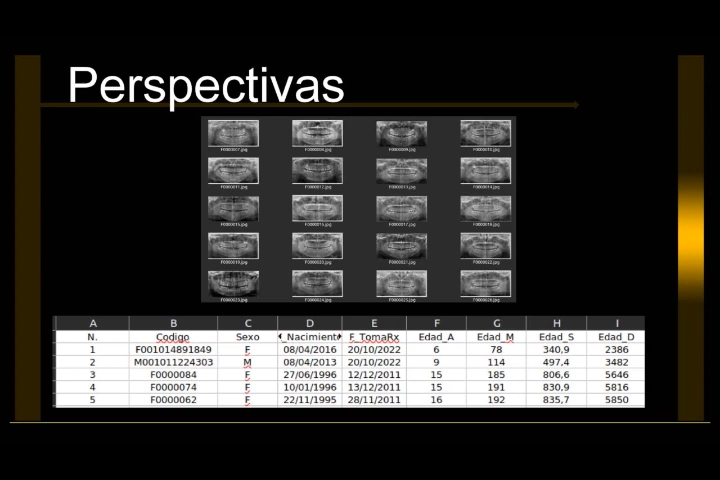 Perspectivas
A B C D E F G H I
N. Codigo Sexo _Nacimiento F_TomaRx Edad_A Edad_M Edad_S Edad_D
1 F001014891849 F 08/04/2016 20/10/2022 6 78 340,9 2386
2 M001011224303 M 08/04/2013 20/10/2022 9 114 497,4 3482
3 F0000084 F 27/06/1996 12/12/2011 15 185 806,6 5646
4 F0000074 F 10/01/1996 13/12/2011 15 191 830,9 5816
5 F0000062 F 22/11/1995 28/11/2011 16 192 835,7 5850